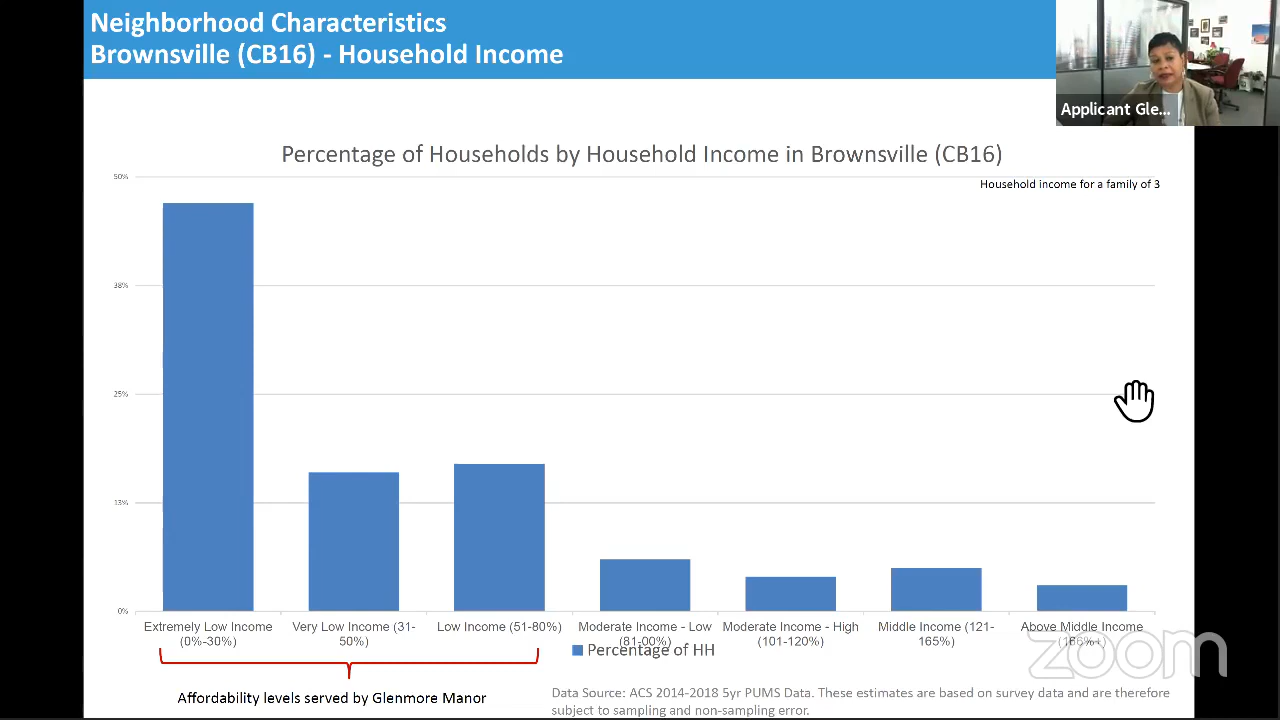 Neighborhood Characteristics
Brownsville (CB16) - Household Income
Applicant Gle...
Percentage of Households by Household Income in Brownsville (CB16)
Household income for a family of 3
50%
38%
25%
13%
0%
Extremely Low Income
(0%-30%)
Very Low Income (31-
50%)
Low Income (51-80%)
Moderate Income - Low
(81-00%)
Moderate Income - High
(101-120%)
Middle Income (121-
165%)
Above Middle Income
(166%+)
Percentage of HH
zoom
Affordability levels served by Glenmore Manor
Data Source: ACS 2014-2018 5yr PUMS Data. These estimates are based on survey data and are therefore
subject to sampling and non-sampling error.